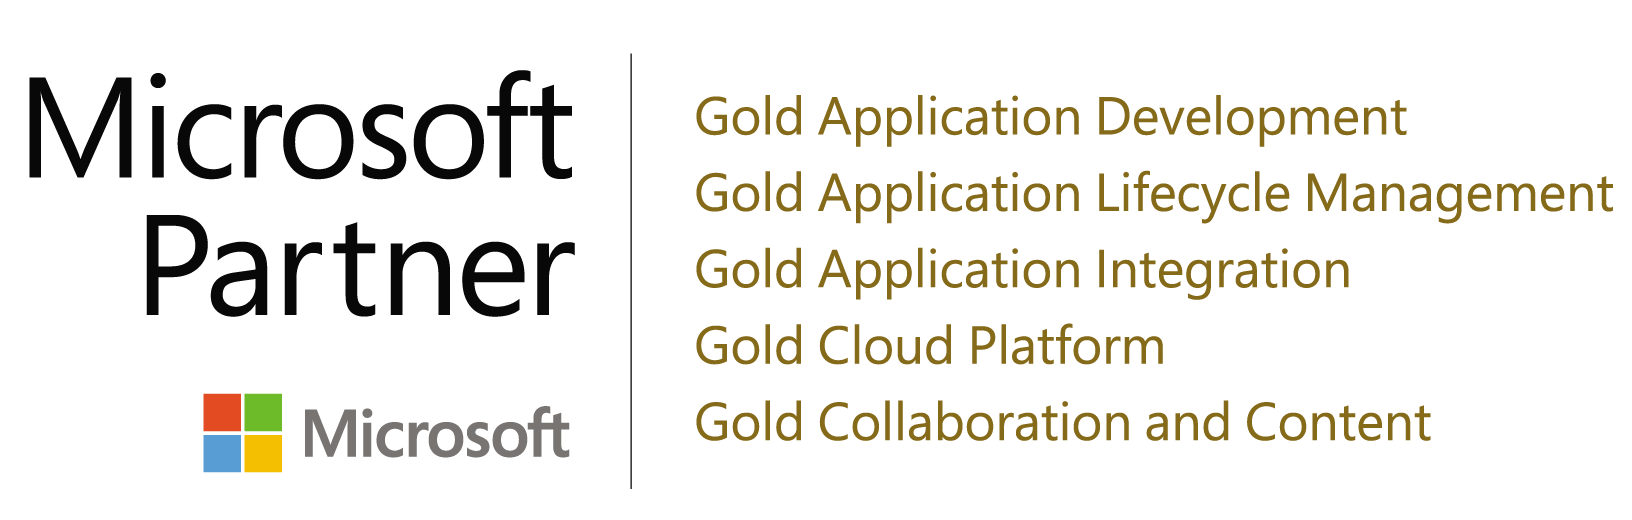 Microsoft
Partner
Microsoft
Gold Application Development
Gold Application Lifecycle Management
Gold Application Integration
Gold Cloud Platform
Gold Collaboration and Content